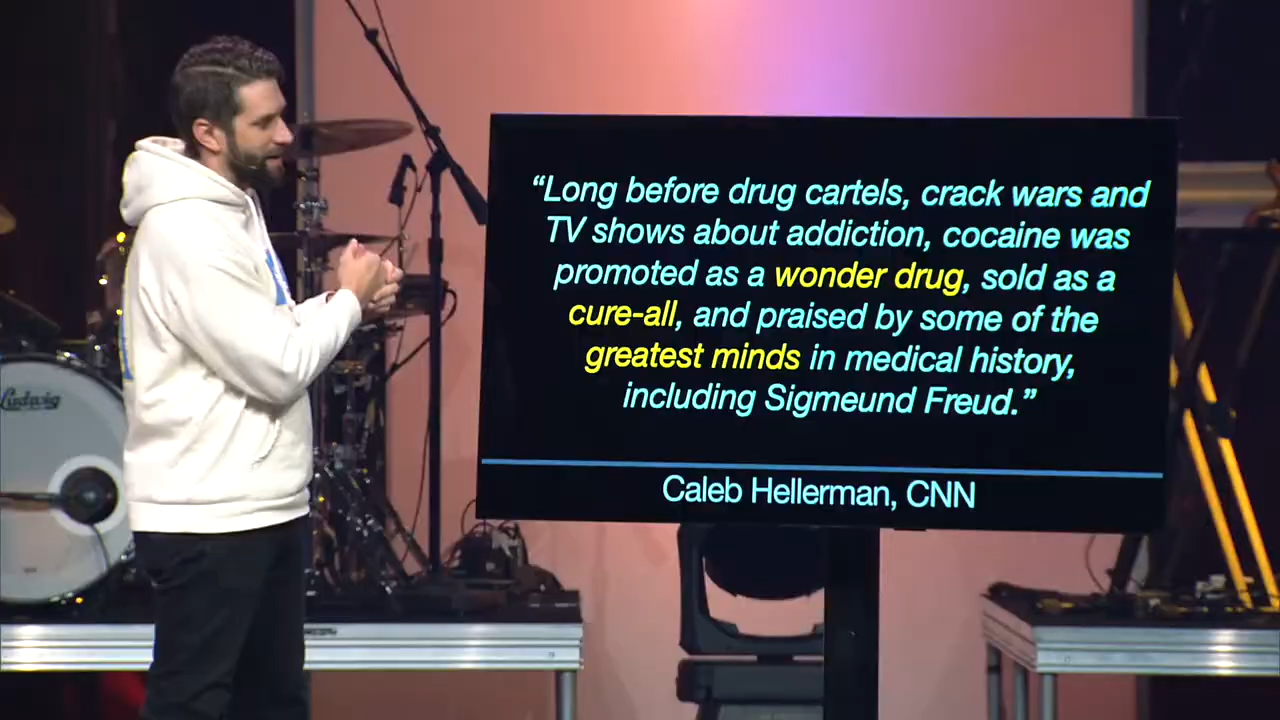 “Long before drug cartels, crack wars and
TV shows about addiction, cocaine was
promoted as a wonder drug, sold as a
cure-all, and praised by some of the
greatest minds in medical history,
including Sigmeund Freud.”
Caleb Hellerman, CNN
Ludwig